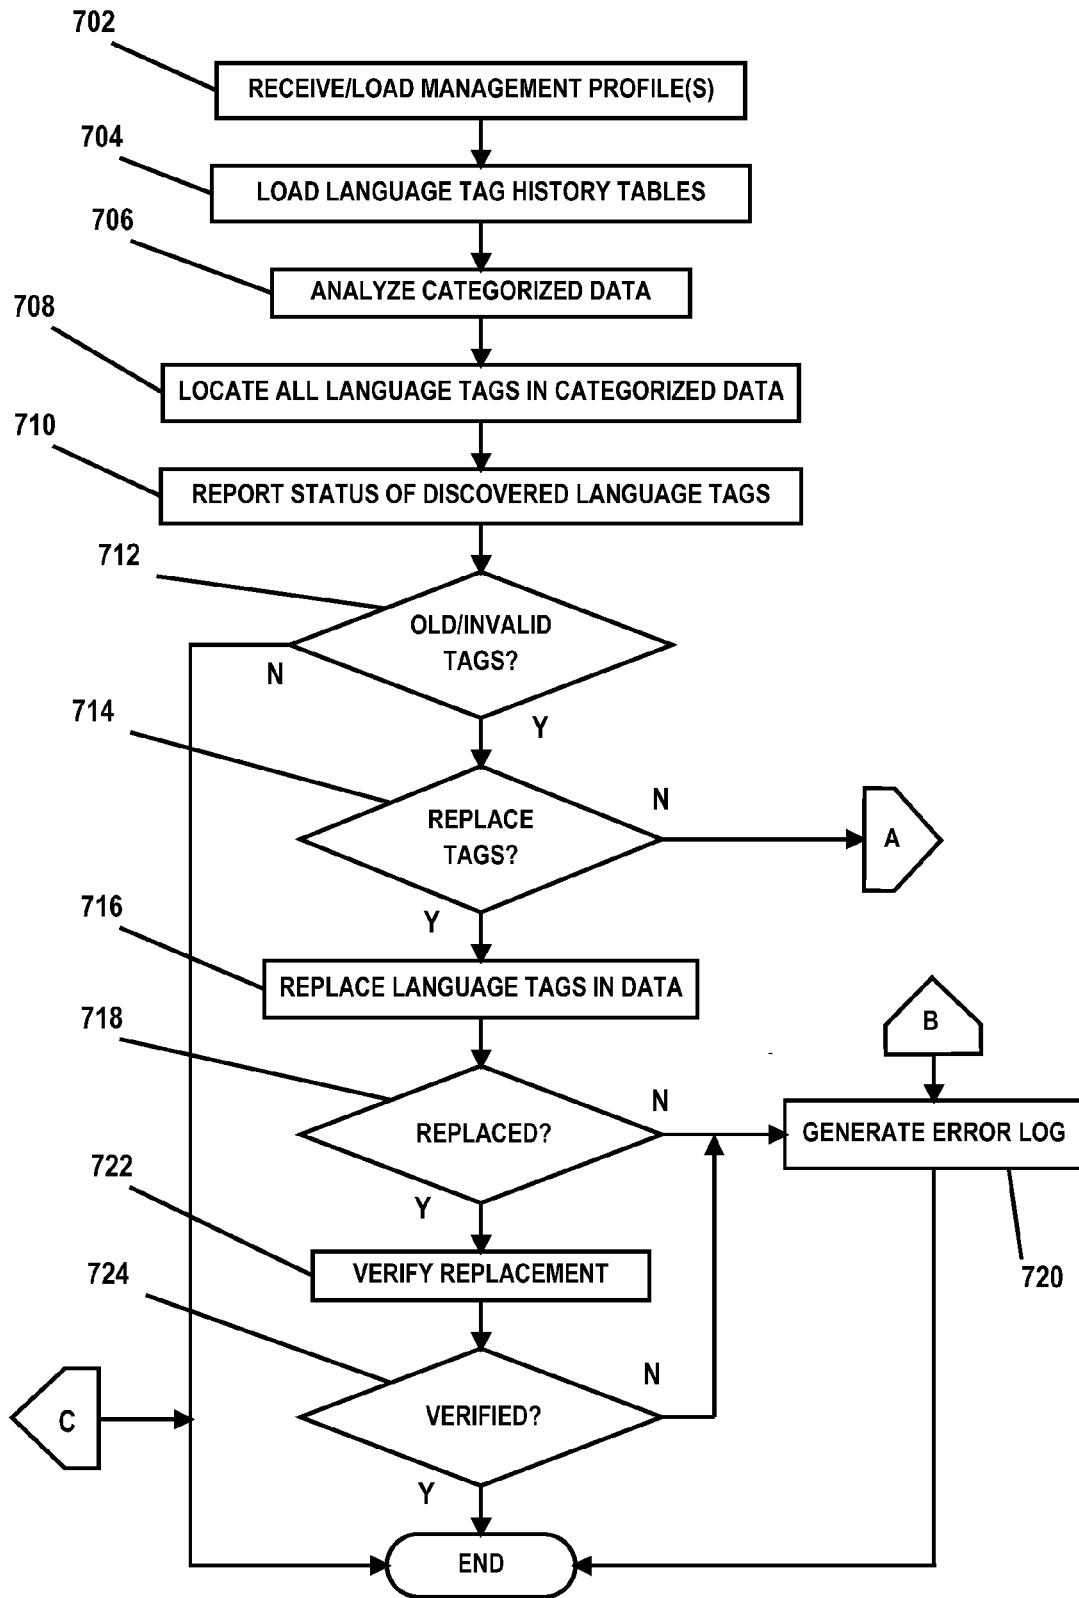 702
RECEIVE/LOAD MANAGEMENT PROFILE(S)
704
LOAD LANGUAGE TAG HISTORY TABLES
706
ANALYZE CATEGORIZED DATA
708
LOCATE ALL LANGUAGE TAGS IN CATEGORIZED DATA
710
REPORT STATUS OF DISCOVERED LANGUAGE TAGS
712
OLD/INVALID
TAGS?
N
Y
714
REPLACE
TAGS?
N
A
Y
716
REPLACE LANGUAGE TAGS IN DATA
718
B
REPLACED?
N
GENERATE ERROR LOG
720
Y
722
VERIFY REPLACEMENT
724
VERIFIED?
N
C
Y
END